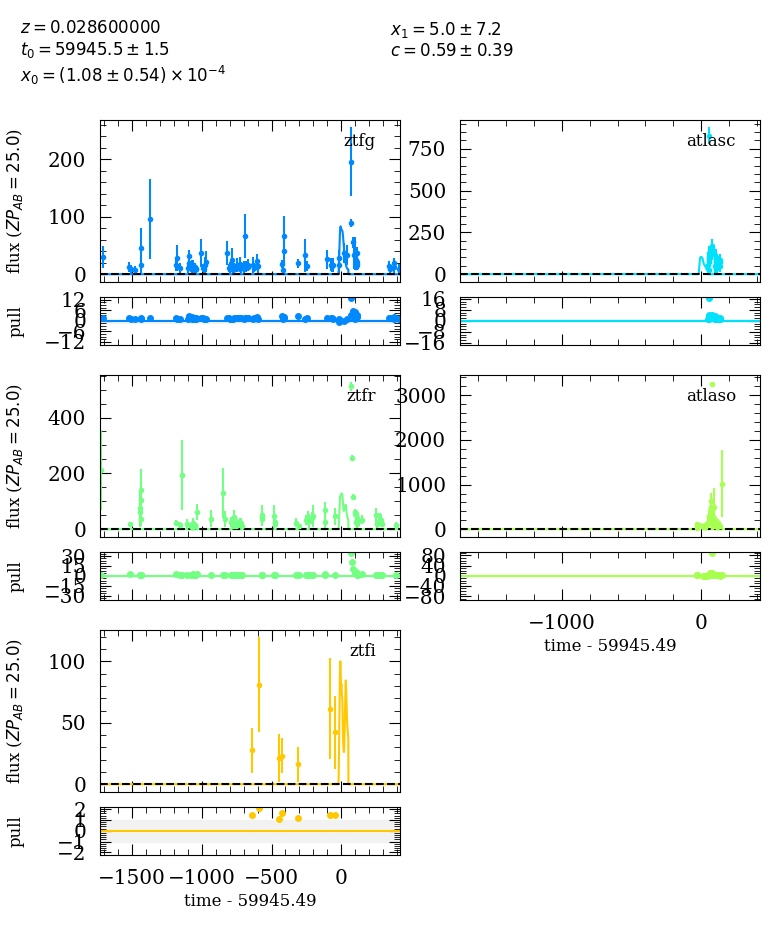 z = 0.028600000
t₀ = 59945.5 ± 1.5
x₀ = (1.08 ± 0.54) × 10⁻⁴
x₁ = 5.0 ± 7.2
c = 0.59 ± 0.39
flux (ZP_AB = 25.0)
200
100
0
ztfg
pull
12
6
0
−6
−12
750
500
250
0
atlasc
16
8
0
−8
−16
flux (ZP_AB = 25.0)
400
200
0
ztfr
pull
30
15
0
−15
−30
3000
2000
1000
0
atlaso
80
40
0
−40
−80
−1000 0
time - 59945.49
flux (ZP_AB = 25.0)
100
50
0
ztfi
pull
2
1
0
−1
−2
−1500 −1000 −500 0
time - 59945.49